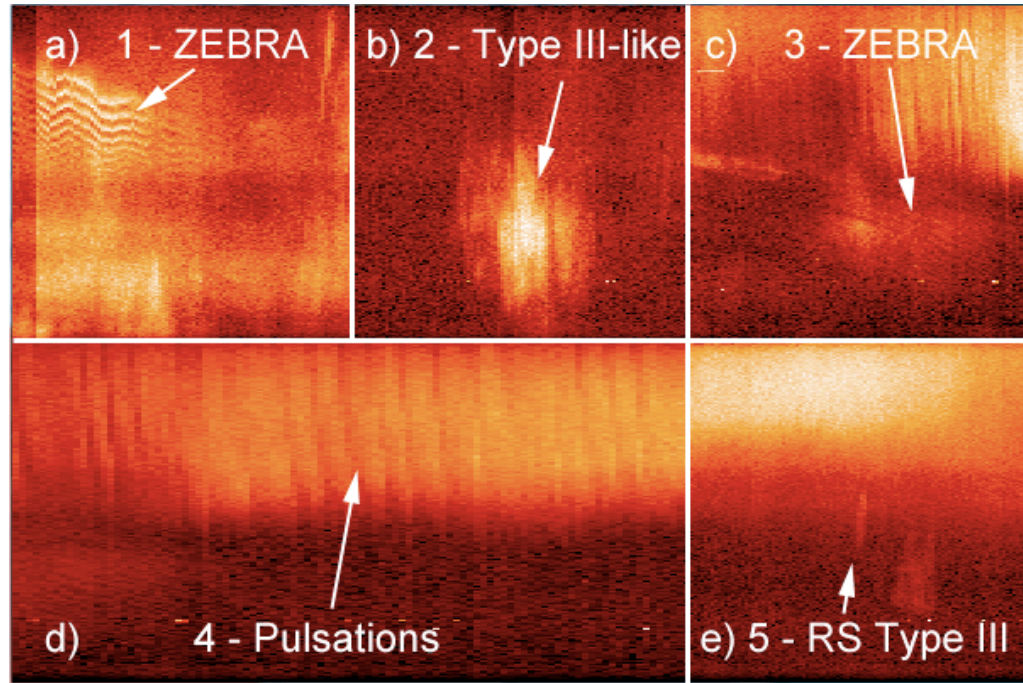 a) 1 - ZEBRA
b) 2 - Type III-like
c) 3 - ZEBRA
d) 4 - Pulsations
e) 5 - RS Type III